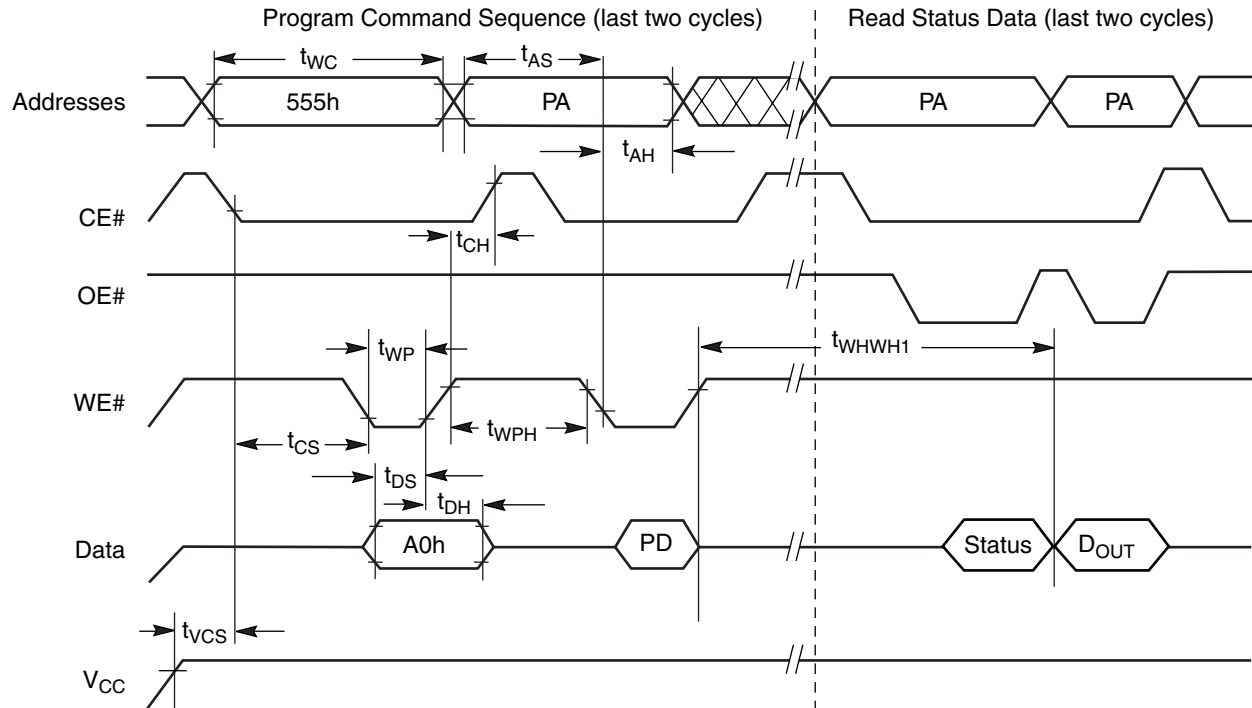 Program Command Sequence (last two cycles)
Read Status Data (last two cycles)
tWC
tAS
Addresses
555h
PA
PA
PA
tAH
CE#
tCH
OE#
tWP
tWHWH1
WE#
tCS
tWPH
tDS
tDH
Data
A0h
PD
Status
DOUT
tVCS
VCC